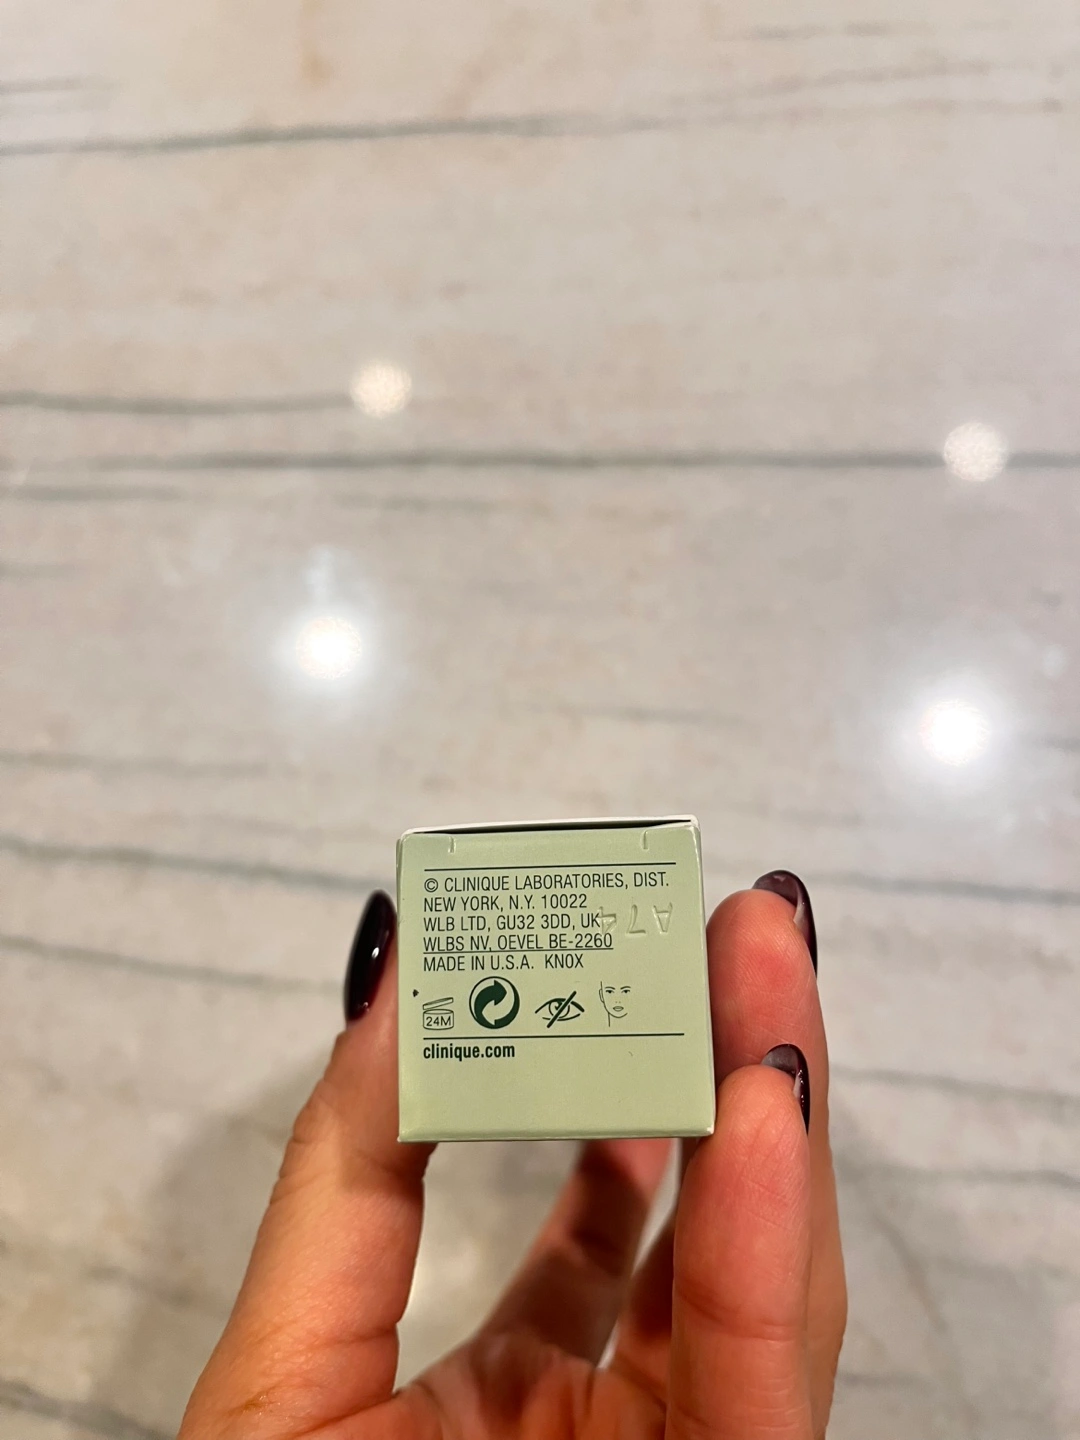 © CLINIQUE LABORATORIES, DIST.
NEW YORK, N.Y. 10022
WLB LTD, GU32 3DD, UK
A74
WLBS NV, OEVEL BE-2260
MADE IN U.S.A. KN0X
24M
clinique.com